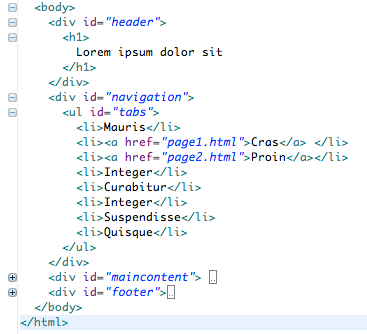 <body>
<div id="header">
<h1>
Lorem ipsum dolor sit
</h1>
</div>
<div id="navigation">
<ul id="tabs">
<li>Mauris</li>
<li><a href="page1.html">Cras</a> </li>
<li><a href="page2.html">Proin</a></li>
<li>Integer</li>
<li>Curabitur</li>
<li>Integer</li>
<li>Suspendisse</li>
<li>Quisque</li>
</ul>
</div>
<div id="maincontent"> ..
<div id="footer">..
</body>
</html>